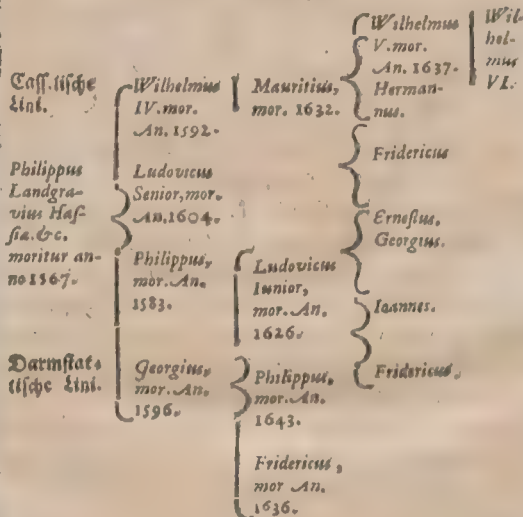 Cassélische
Lini.
Philippus
Landgra-
vius Has-
siæ. &c.
moritur an-
no 1567.
Darmstat-
tische Lini.
Wilhelmus
IV. mor.
An. 1592.
Ludovicus
Senior, mor.
An. 1604.
Philippus,
mor. An.
1583.
Georgius,
mor. An.
1596.
Mauritius,
mor. 1632.
Ludovicus
Iunior,
mor. An.
1626.
Philippus,
mor. An.
1643.
Fridericus,
mor An.
1636.
Wilhelmus
V. mor.
An. 1637.
Herman-
nus.
Fridericus
Ernestus.
Georgius.
Ioannes.
Fridericus.
Wil-
hel-
mus
VI.